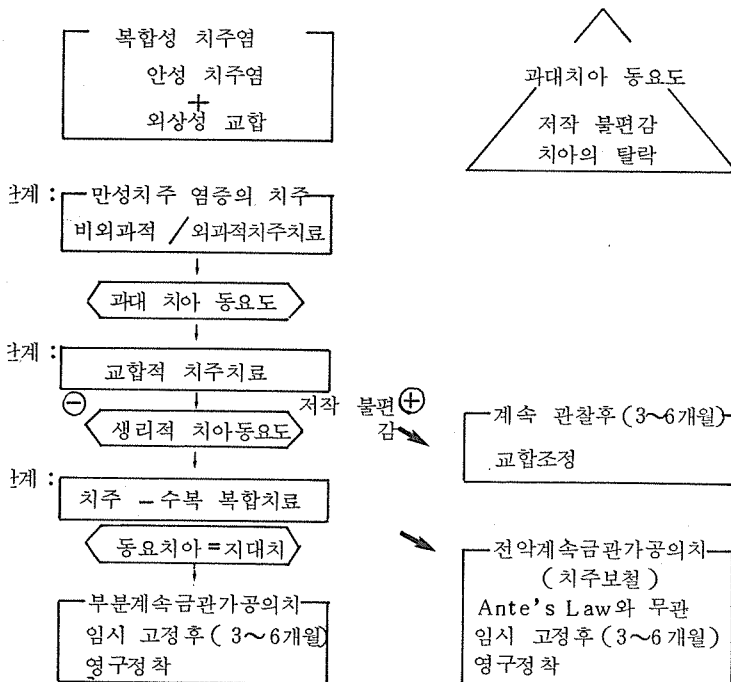 복합성 치주염
안성 치주염
+
외상성 교합
과대치아 동요도
저작 불편감
치아의 탈락
단계 :
만성치주 염증의 치주
비외과적 / 외과적치주치료
과대 치아 동요도
단계 :
교합적 치주치료
⊖
저작 불편감
⊕
생리적 치아동요도
계속 관찰후 (3~6개월)
교합조정
단계 :
치주 - 수복 복합치료
동요치아=지대치
부분계속금관가공의치
임시 고정후 ( 3~6개월)
영구정착
전악계속금관가공의치
( 치주보철 )
Ante's Law와 무관
임시 고정후 (3~6개월)
영구정착